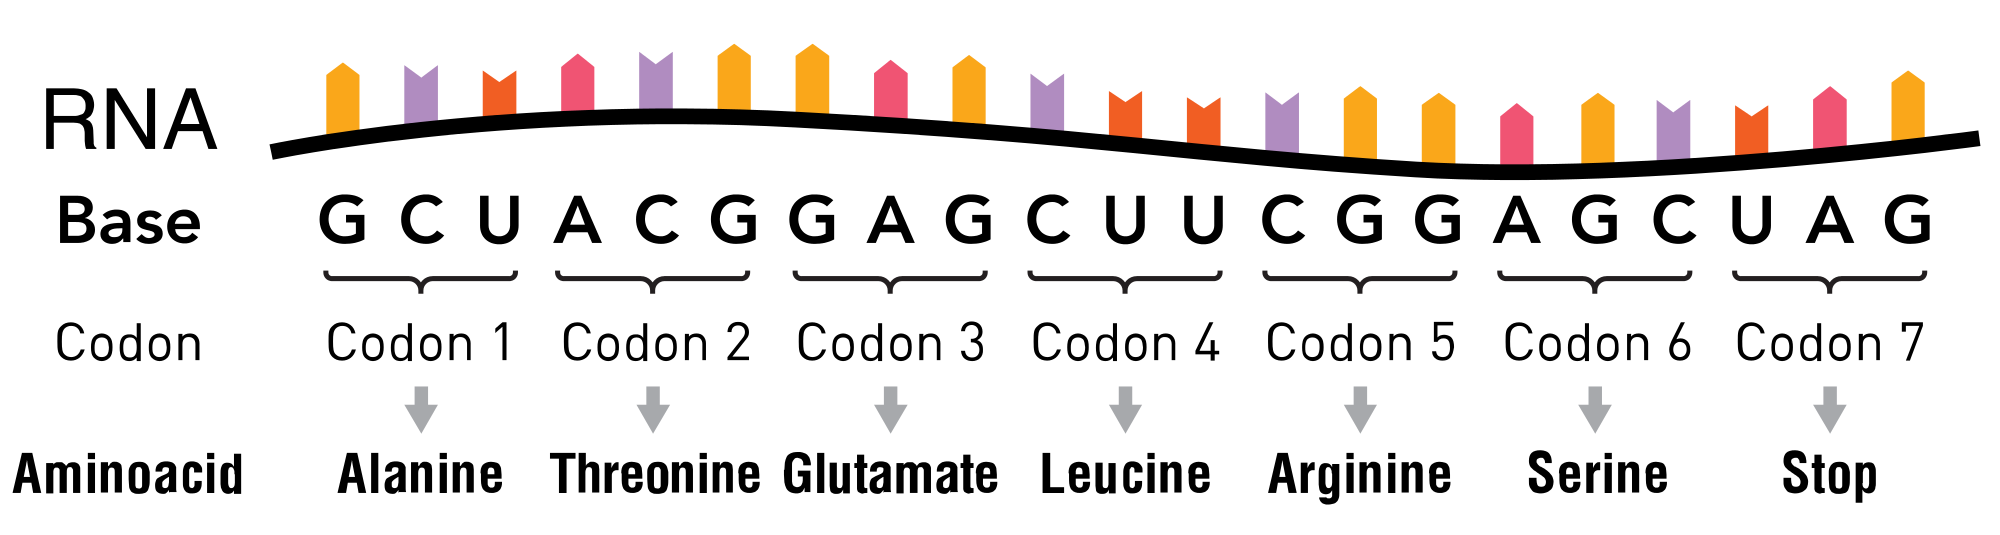 RNA
Base G C U A C G G A G C U U C G G A G C U A G
Codon Codon 1 Codon 2 Codon 3 Codon 4 Codon 5 Codon 6 Codon 7
Aminoacid Alanine Threonine Glutamate Leucine Arginine Serine Stop